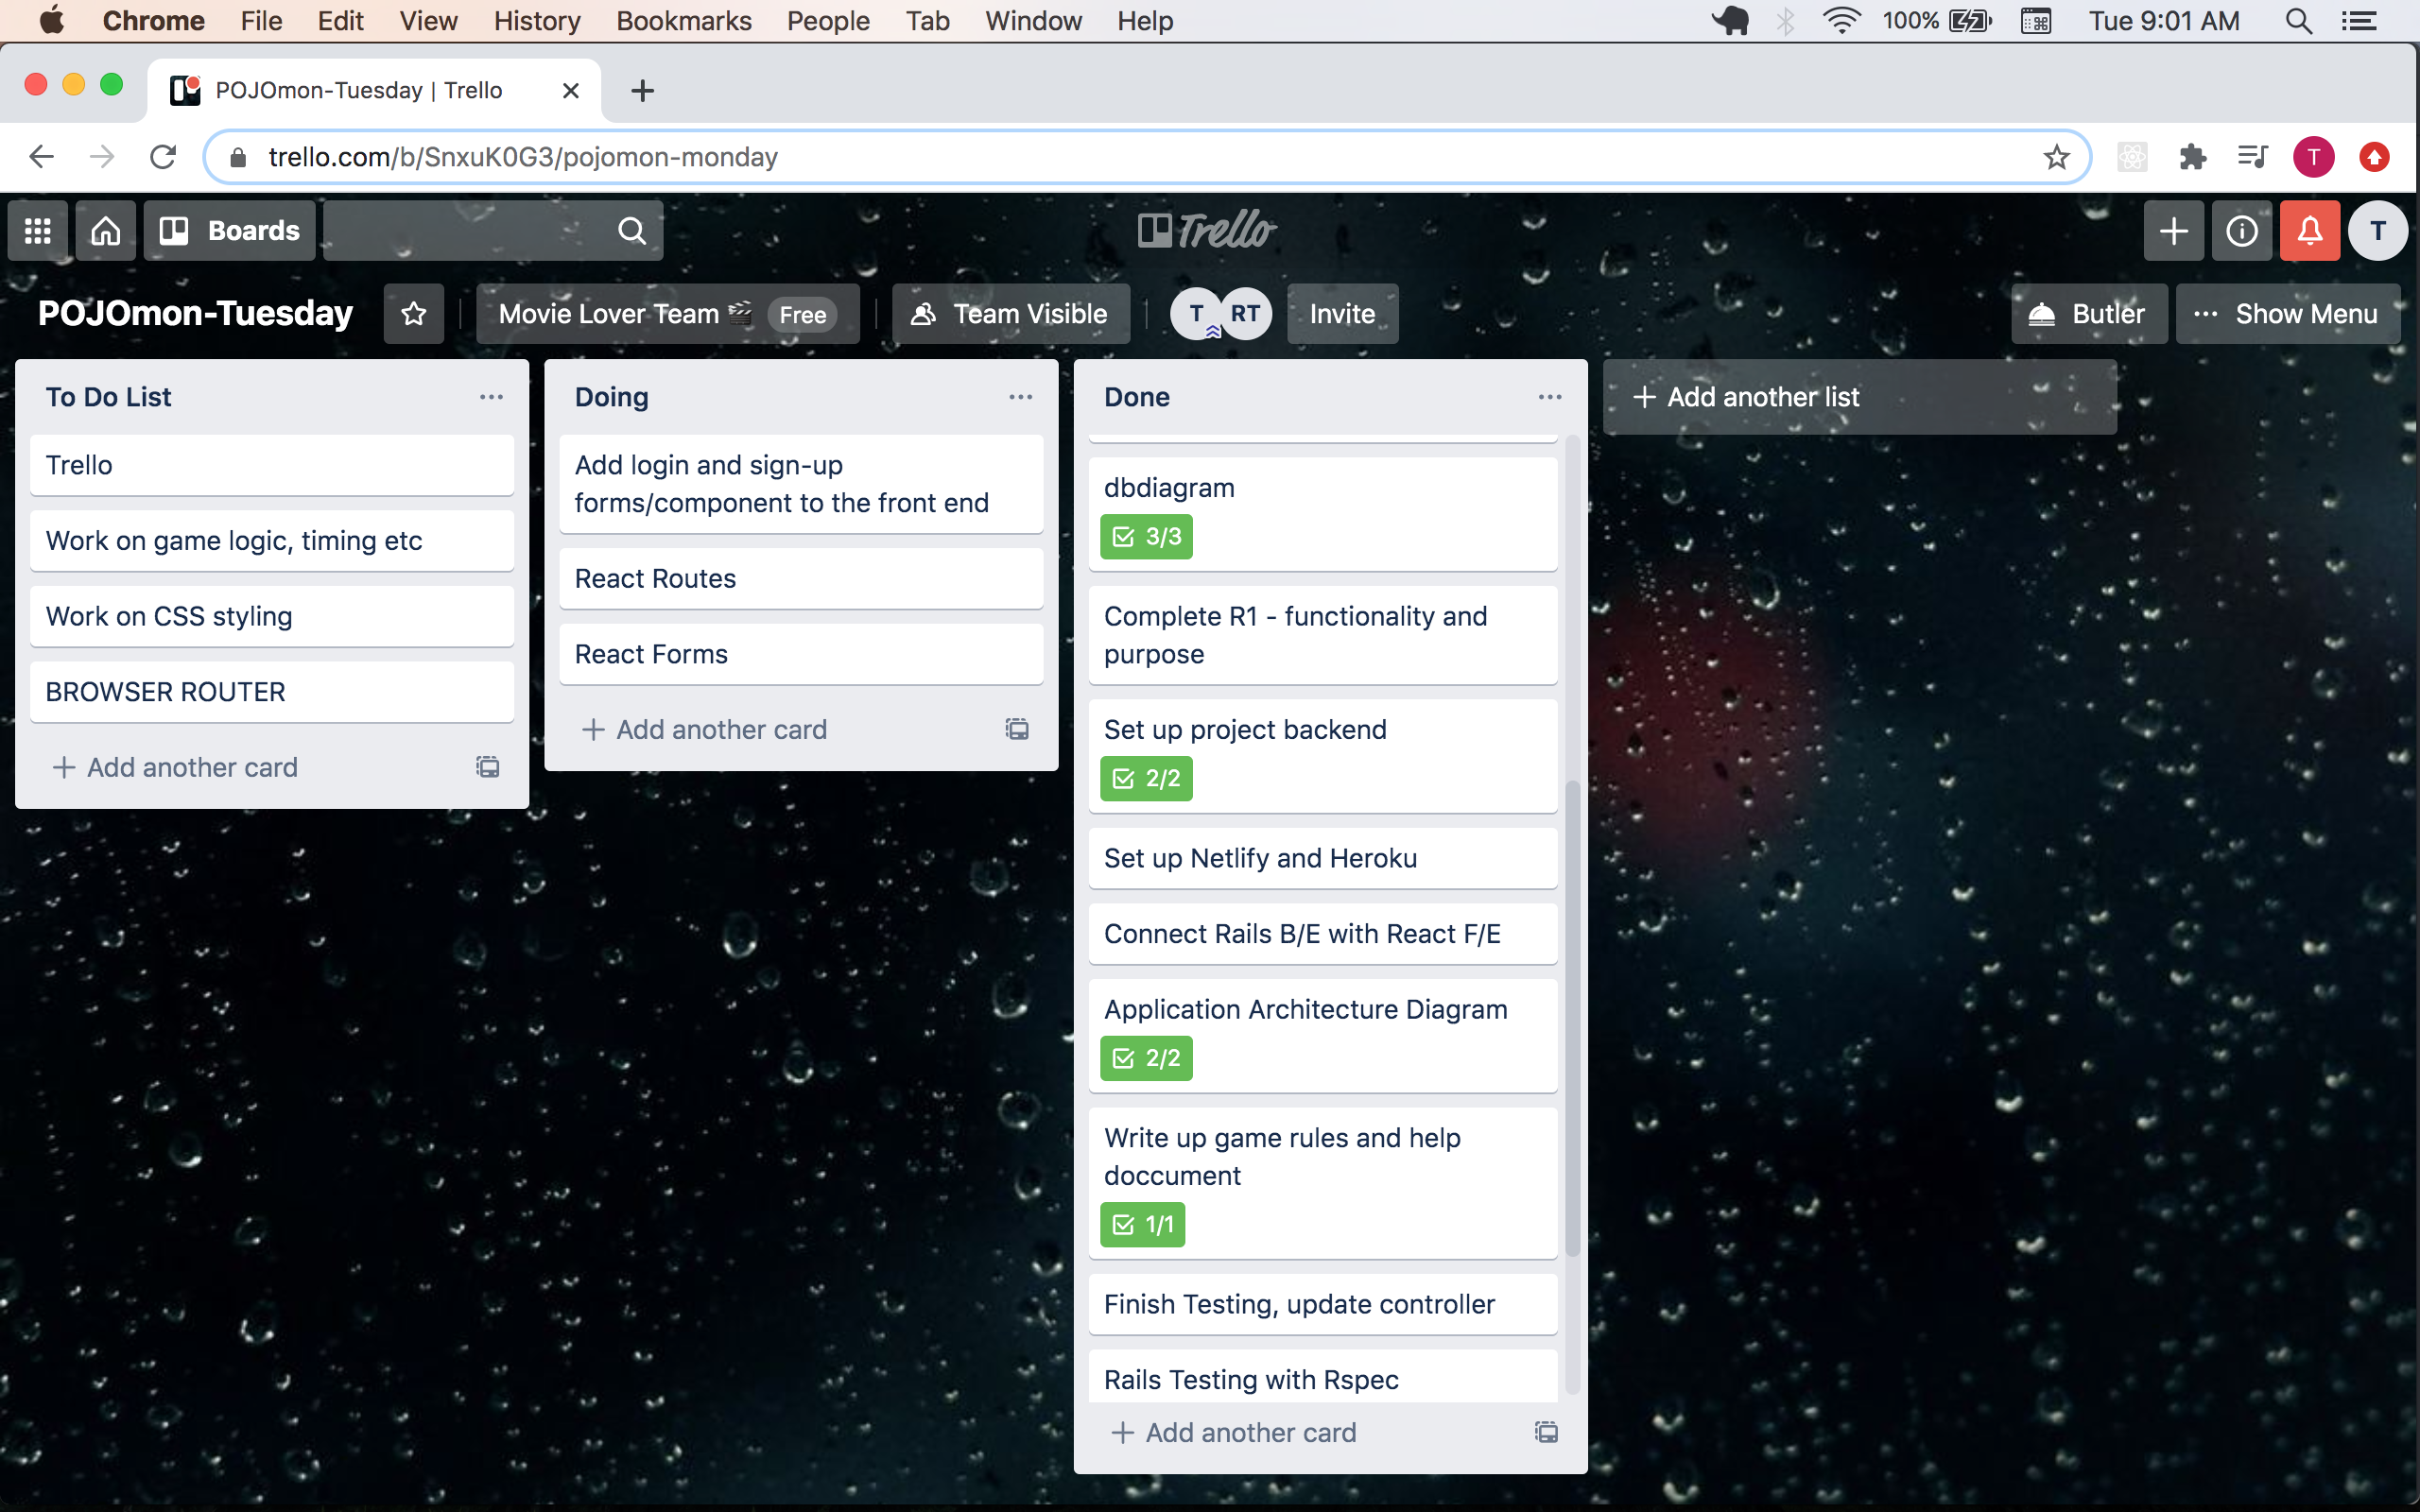 Chrome File Edit View History Bookmarks People Tab Window Help 100% Tue 9:01 AM
POJOmon-Tuesday | Trello
trello.com/b/SnxuK0G3/pojomon-monday T
Boards Trello T
POJOmon-Tuesday Movie Lover Team Free Team Visible T RT Invite Butler Show Menu
To Do List
Trello
Work on game logic, timing etc
Work on CSS styling
BROWSER ROUTER
Add another card
Doing
Add login and sign-up
forms/component to the front end
React Routes
React Forms
Add another card
Done
dbdiagram
3/3
Complete R1 - functionality and
purpose
Set up project backend
2/2
Set up Netlify and Heroku
Connect Rails B/E with React F/E
Application Architecture Diagram
2/2
Write up game rules and help
doccument
1/1
Finish Testing, update controller
Rails Testing with Rspec
Add another card
Add another list